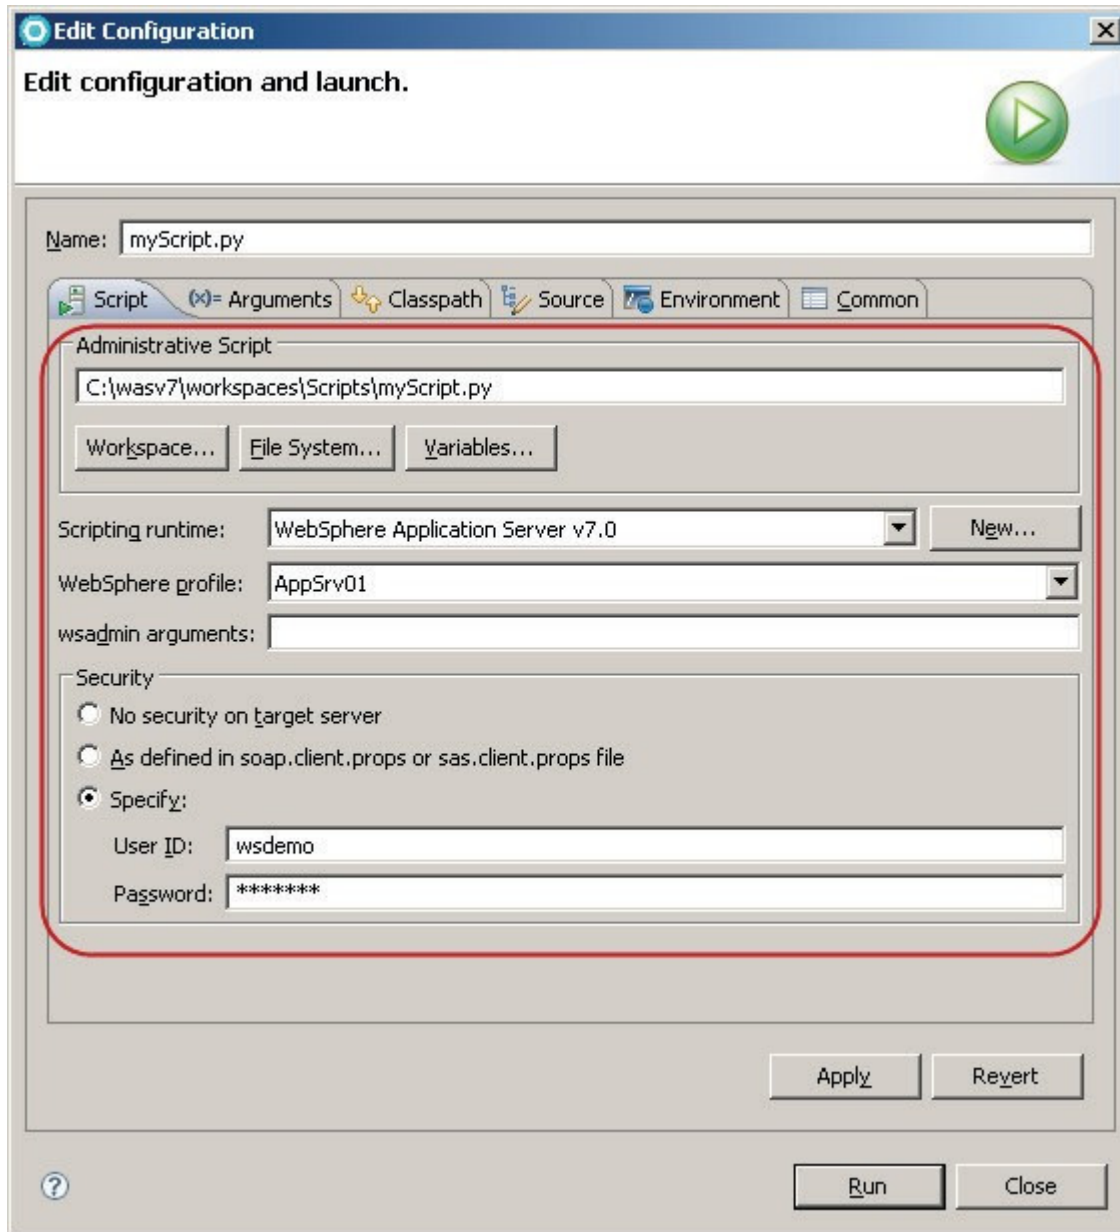 Edit Configuration
Edit configuration and launch.
Name: myScript.py
Script (x)= Arguments Classpath Source Environment Common
Administrative Script
C:\wasv7\workspaces\Scripts\myScript.py
Workspace... File System... Variables...
Scripting runtime: WebSphere Application Server v7.0 New...
WebSphere profile: AppSrv01
wsadmin arguments:
Security
No security on target server
As defined in soap.client.props or sas.client.props file
Specify:
User ID: wsdemo
Password: *******
Apply Revert
? Run Close